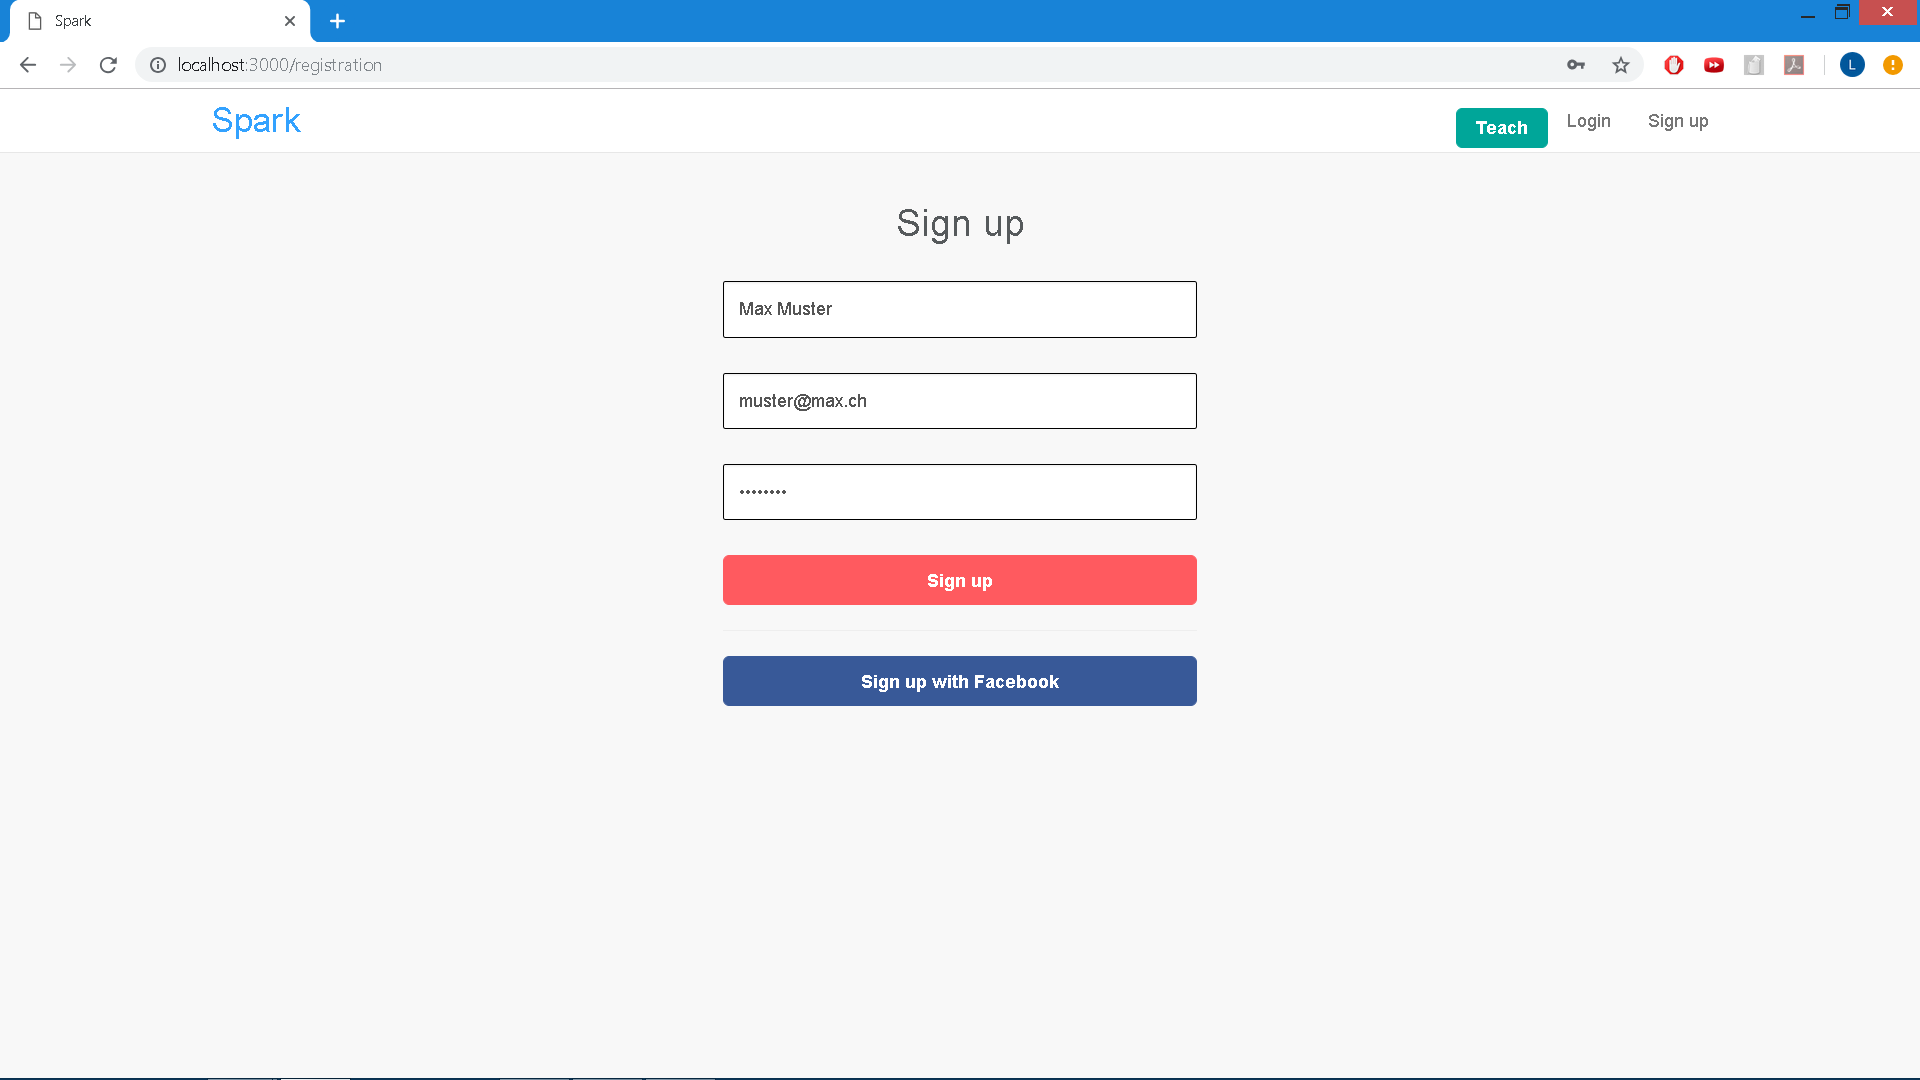 Spark
localhost:3000/registration
L
Spark
Teach
Login
Sign up
Sign up
Max Muster
muster@max.ch
••••••••
Sign up
Sign up with Facebook